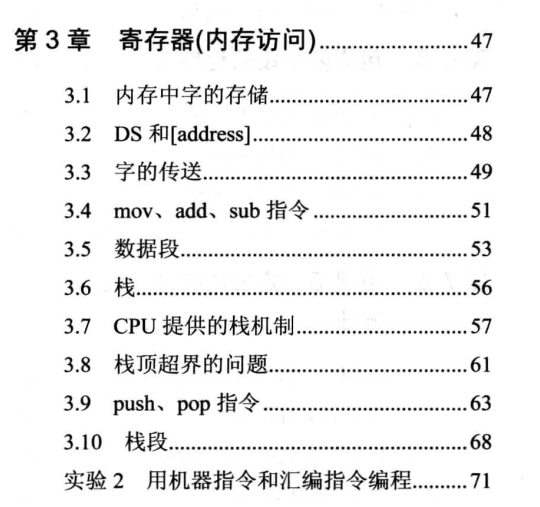 第 3 章 寄存器(内存访问)............................47
3.1 内存中字的存储......................................47
3.2 DS 和[address].........................................48
3.3 字的传送..................................................49
3.4 mov、add、sub 指令.............................51
3.5 数据段......................................................53
3.6 栈..............................................................56
3.7 CPU 提供的栈机制................................57
3.8 栈顶超界的问题......................................61
3.9 push、pop 指令.......................................63
3.10 栈段........................................................68
实验 2 用机器指令和汇编指令编程..........71